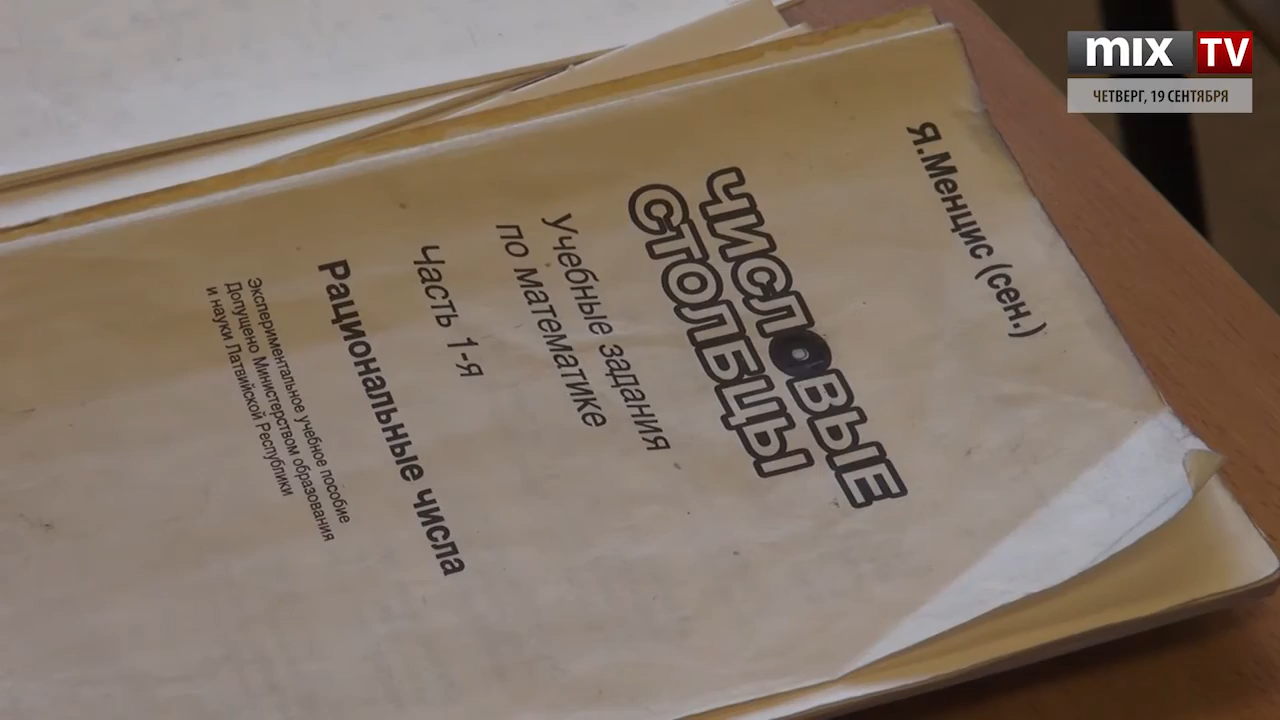 mix TV
ЧЕТВЕРГ, 19 СЕНТЯБРЯ
Я.Менцис (сен.)
ЧИСЛОВЫЕ
СТОЛБЦЫ
Учебные задания
по математике
Часть 1-я
Рациональные числа
Экспериментальное учебное пособие
Допущено Министерством образования
и науки Латвийской Республики